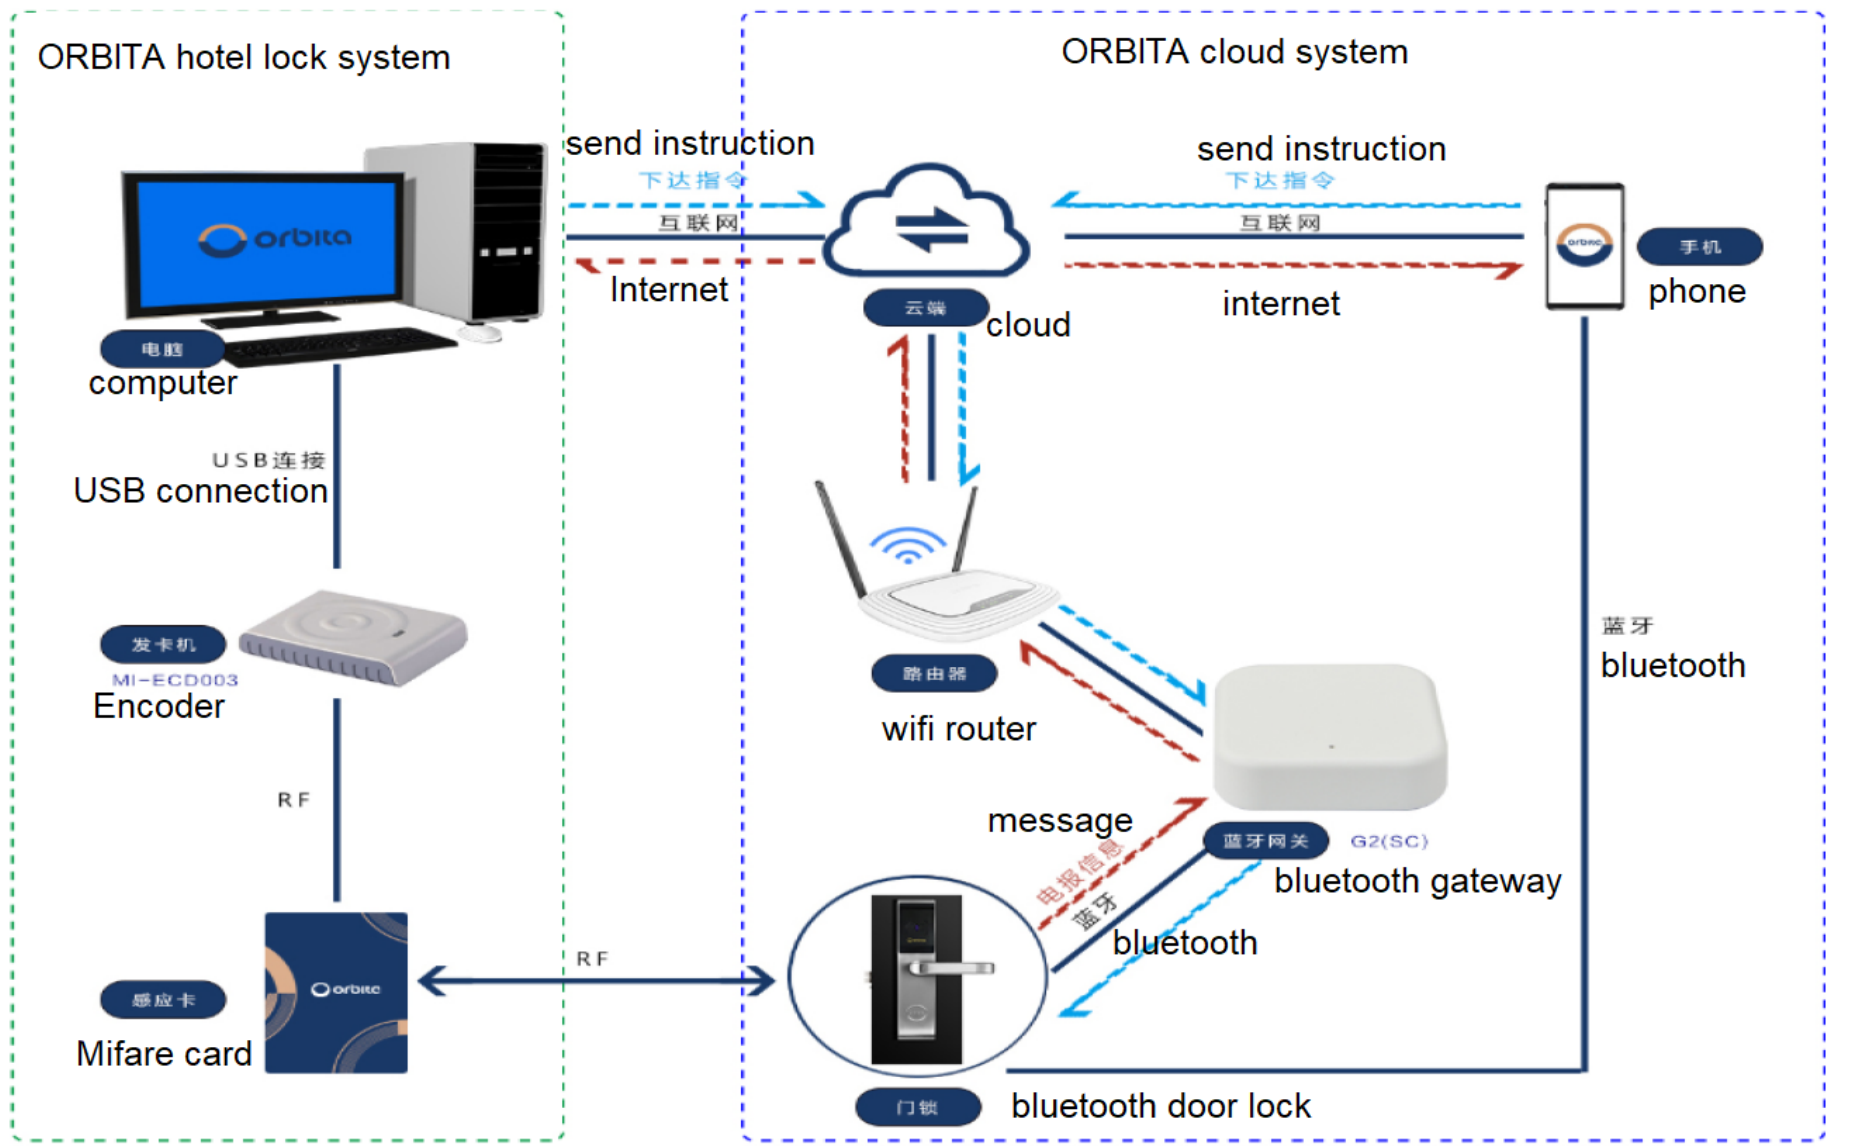 ORBITA hotel lock system
ORBITA cloud system
send instruction
下达指令
互联网
Internet
send instruction
下达指令
互联网
internet
orbita
电脑
computer
云端
cloud
orbita
手机
phone
USB连接
USB connection
发卡机
MI-ECD003
Encoder
路由器
wifi router
蓝牙
bluetooth
RF
message
电报信息
蓝牙
bluetooth
蓝牙网关
G2(SC)
bluetooth gateway
感应卡
Mifare card
orbita
RF
门锁
bluetooth door lock